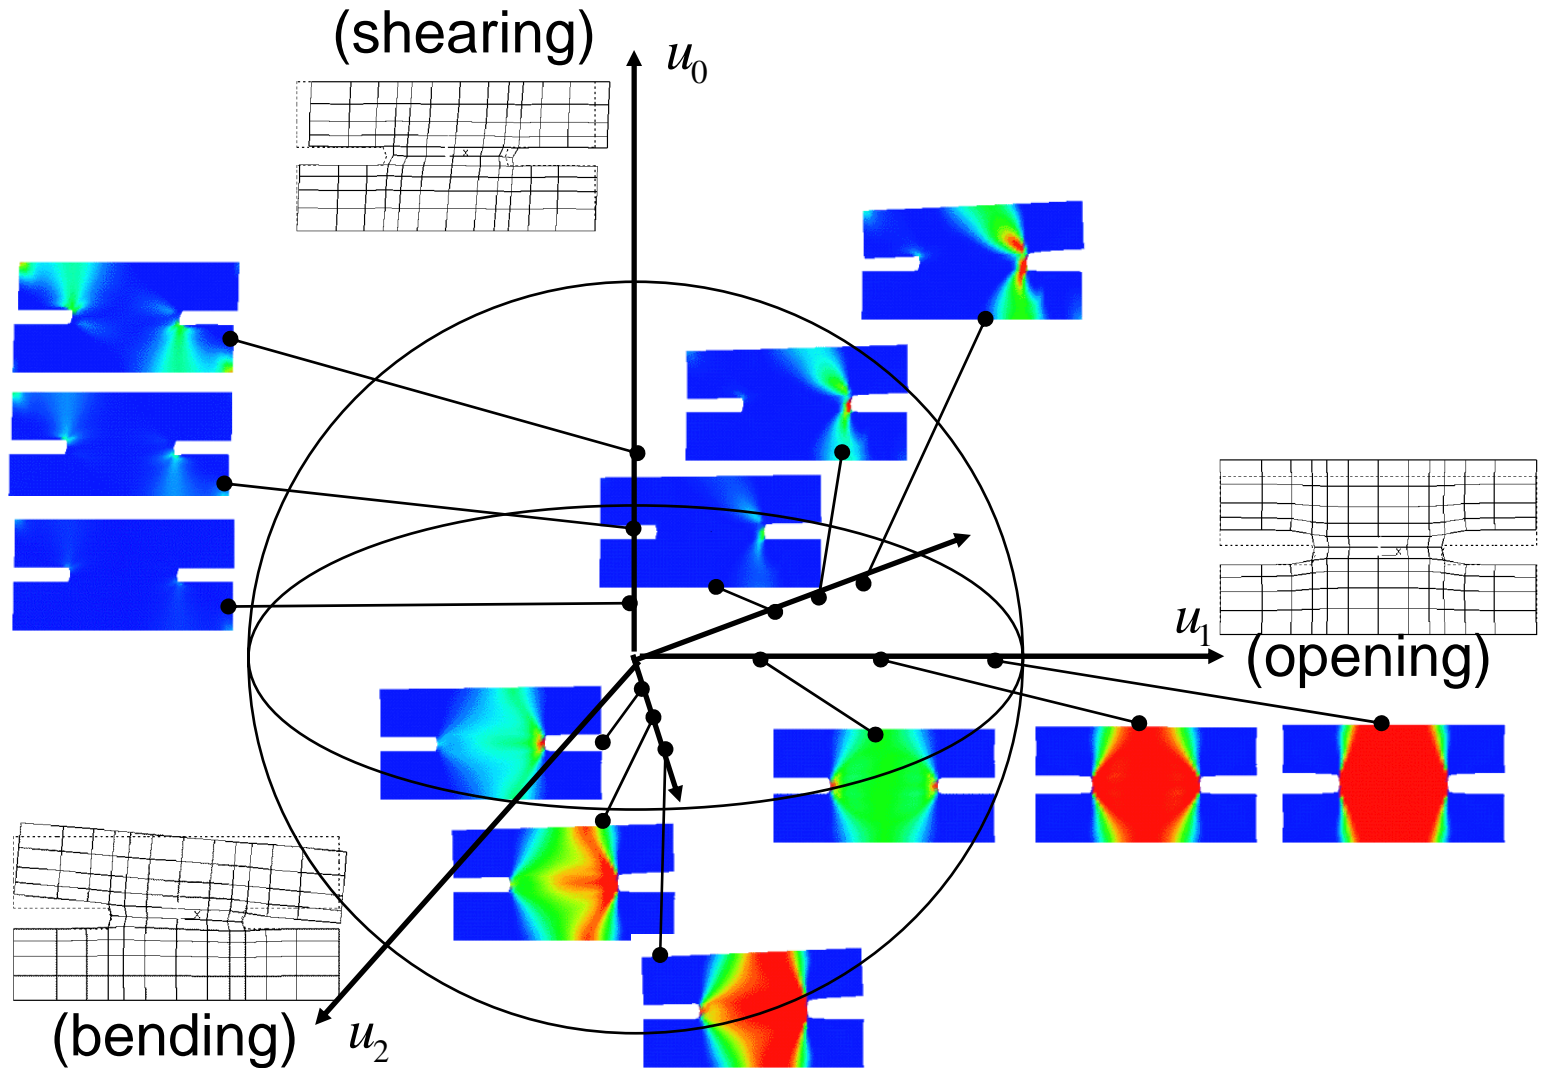 (shearing)
u₀
u₁
(opening)
(bending)
u₂
x
x
x